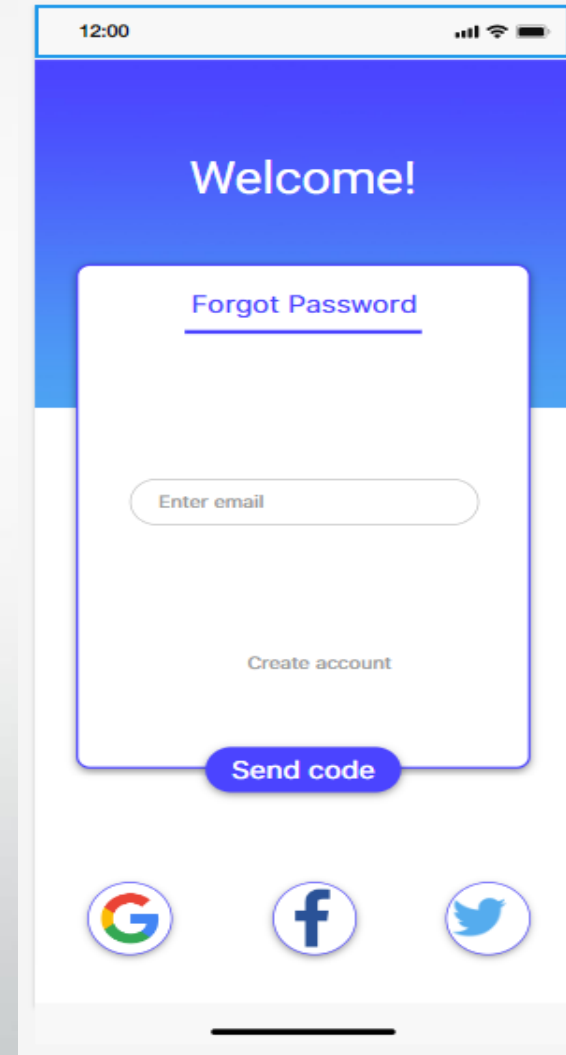 12:00
Welcome!
Forgot Password
Enter email
Create account
Send code